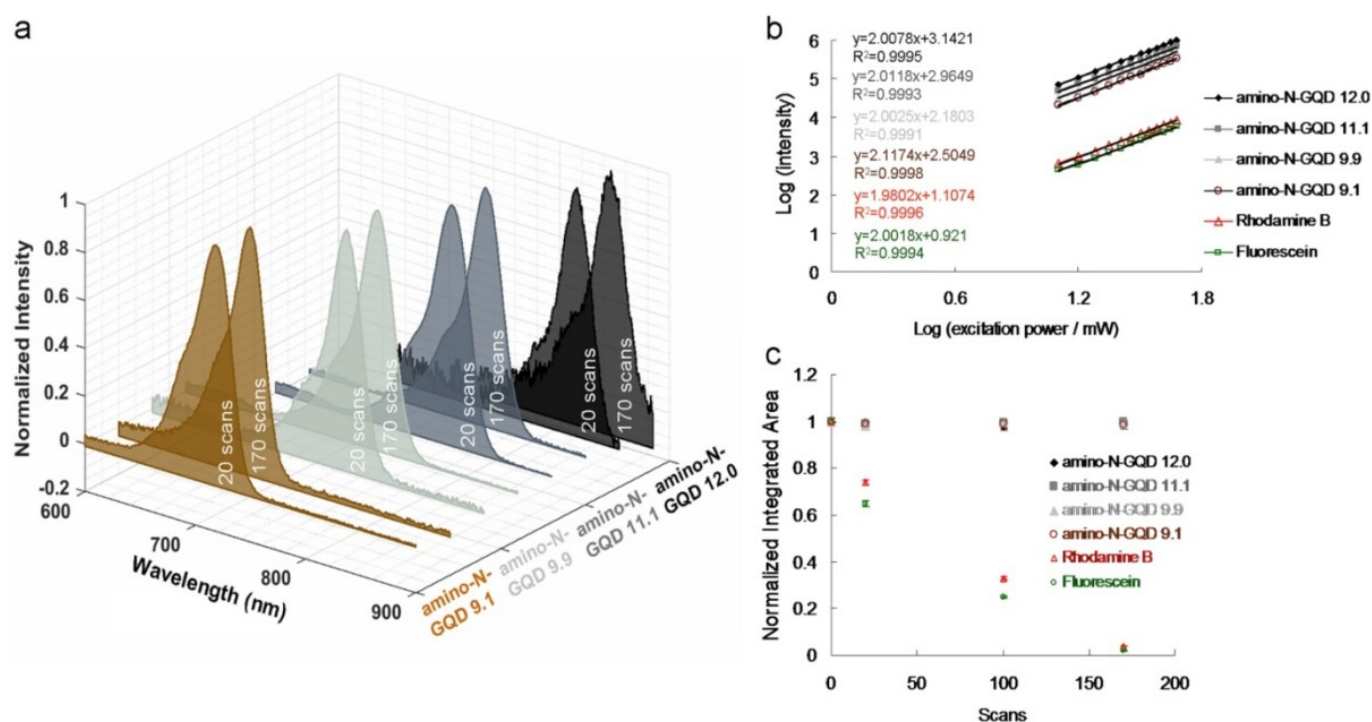 a
Normalized Intensity
1
0.8
0.6
0.4
0.2
0
-0.2
600
700
800
900
Wavelength (nm)
20 scans
170 scans
20 scans
170 scans
20 scans
170 scans
20 scans
170 scans
amino-N-
GQD 9.1
amino-N-
GQD 9.9
amino-N-
GQD 11.1
amino-N-
GQD 12.0
b
Log (intensity)
6
5
4
3
2
1
0
0
0.6
1.2
1.8
Log (excitation power / mW)
y=2.0078x+3.1421
R²=0.9995
y=2.0118x+2.9649
R²=0.9993
y=2.0025x+2.1803
R²=0.9991
y=2.1174x+2.5049
R²=0.9998
y=1.9802x+1.1074
R²=0.9996
y=2.0018x+0.921
R²=0.9994
amino-N-GQD 12.0
amino-N-GQD 11.1
amino-N-GQD 9.9
amino-N-GQD 9.1
Rhodamine B
Fluorescein
c
Normalized Integrated Area
1.2
1
0.8
0.6
0.4
0.2
0
0
50
100
150
200
Scans
amino-N-GQD 12.0
amino-N-GQD 11.1
amino-N-GQD 9.9
amino-N-GQD 9.1
Rhodamine B
Fluorescein